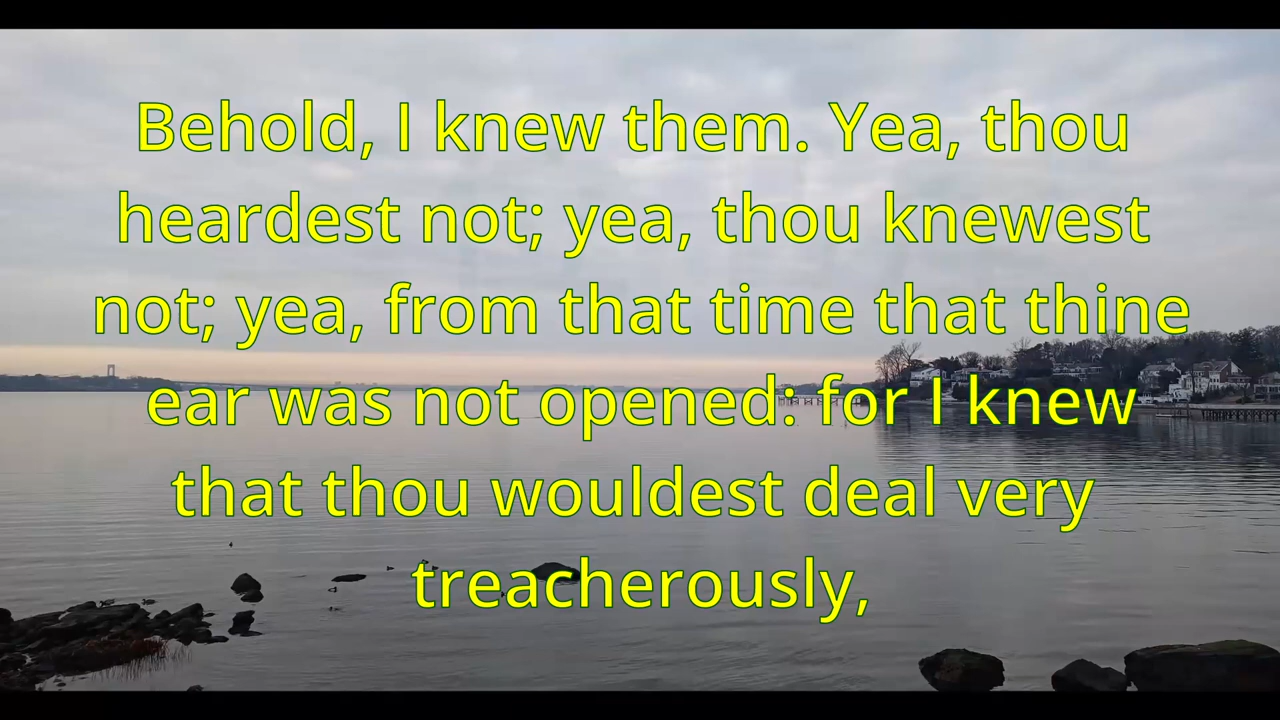 Behold, I knew them. Yea, thou
heardest not; yea, thou knewest
not; yea, from that time that thine
ear was not opened: for I knew
that thou wouldest deal very
treacherously,